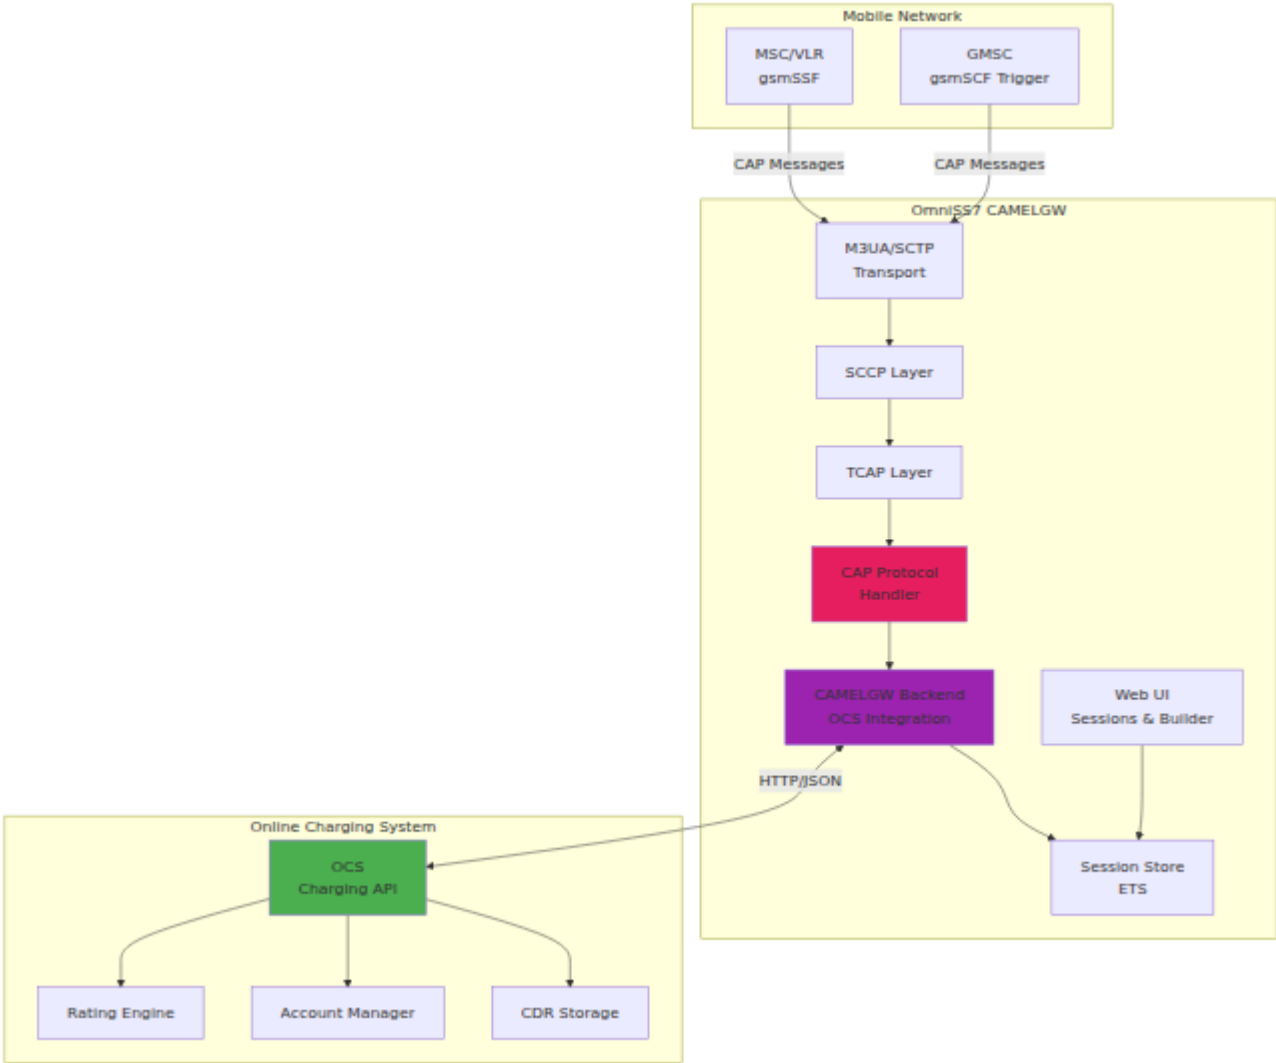 Mobile Network
MSC/VLR
gsmSSF
GMSC
gsmSCF Trigger
CAP Messages
CAP Messages
OmniSS7 CAMELGW
M3UA/SCTP
Transport
SCCP Layer
TCAP Layer
CAP Protocol
Handler
CAMELGW Backend
OCS Integration
Web UI
Sessions & Builder
HTTP/JSON
Session Store
ETS
Online Charging System
OCS
Charging API
Rating Engine
Account Manager
CDR Storage